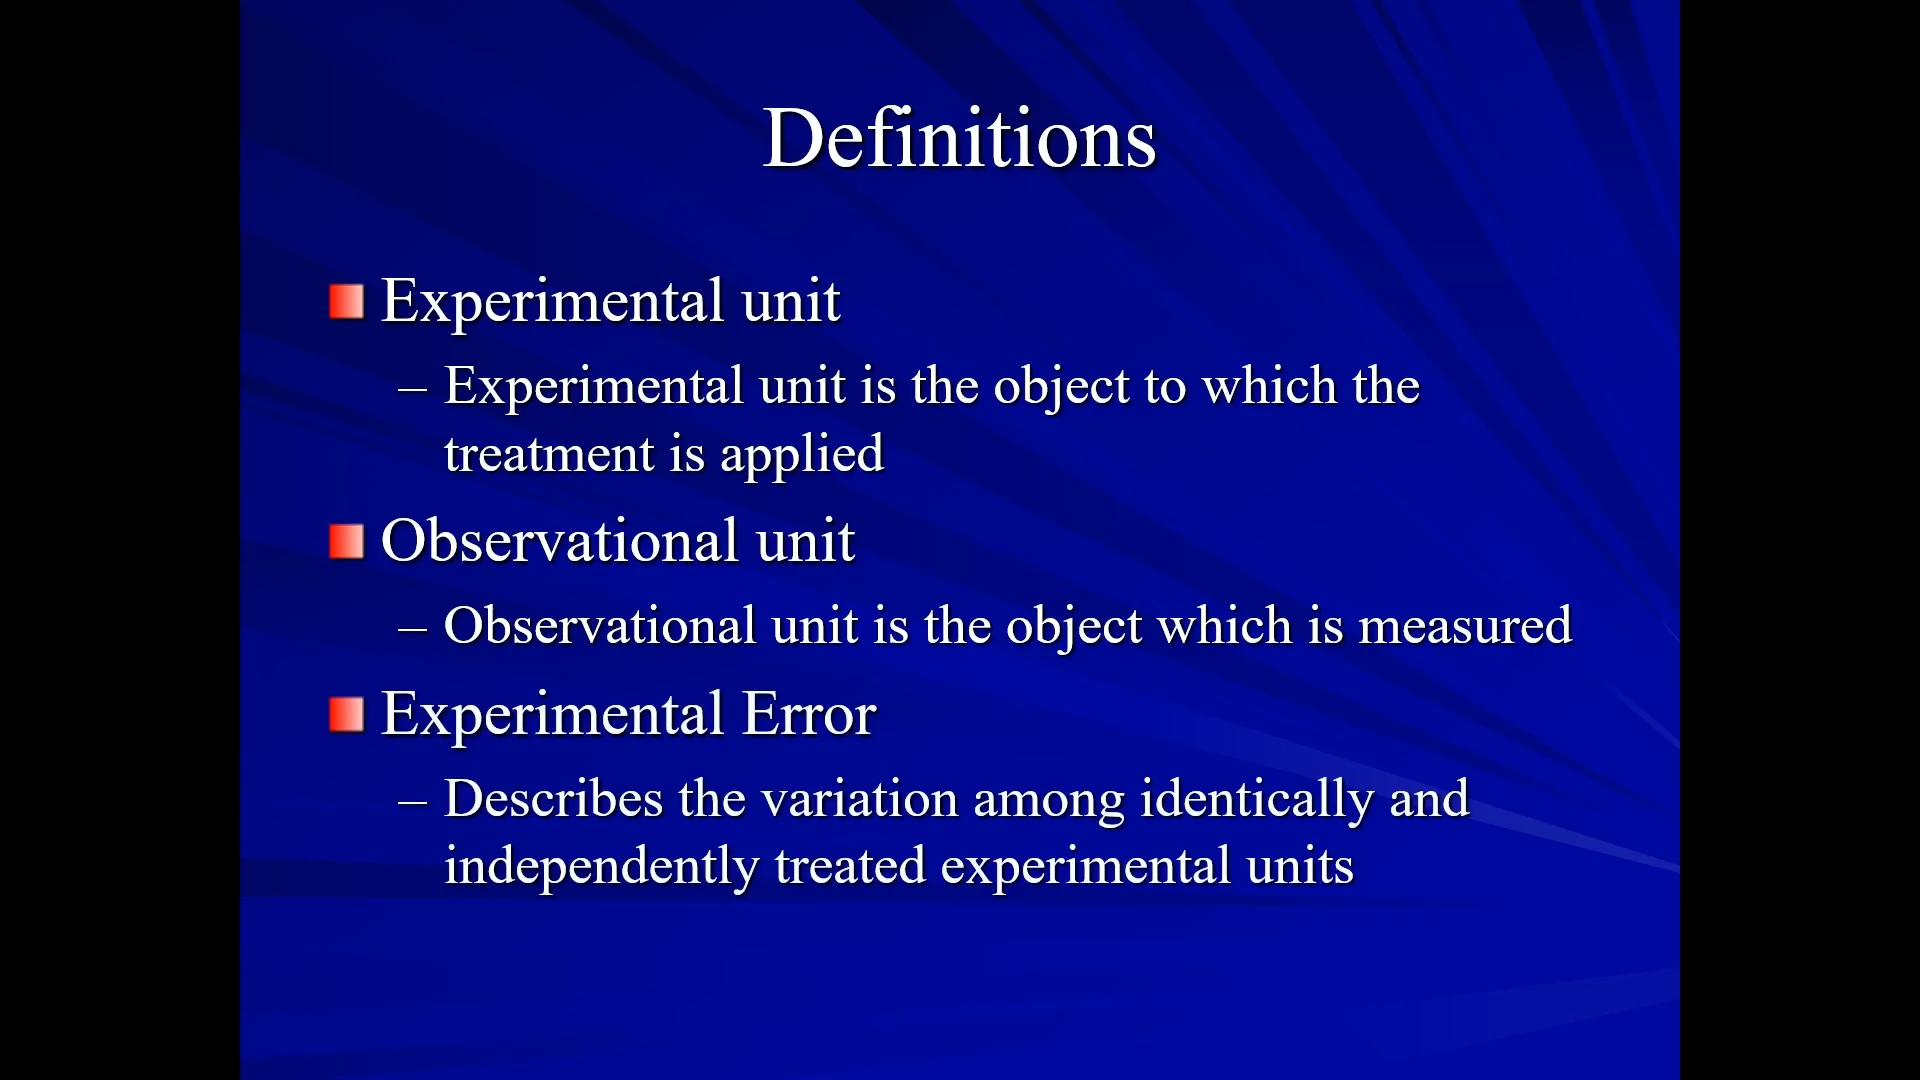 Definitions
Experimental unit
– Experimental unit is the object to which the
treatment is applied
Observational unit
– Observational unit is the object which is measured
Experimental Error
– Describes the variation among identically and
independently treated experimental units